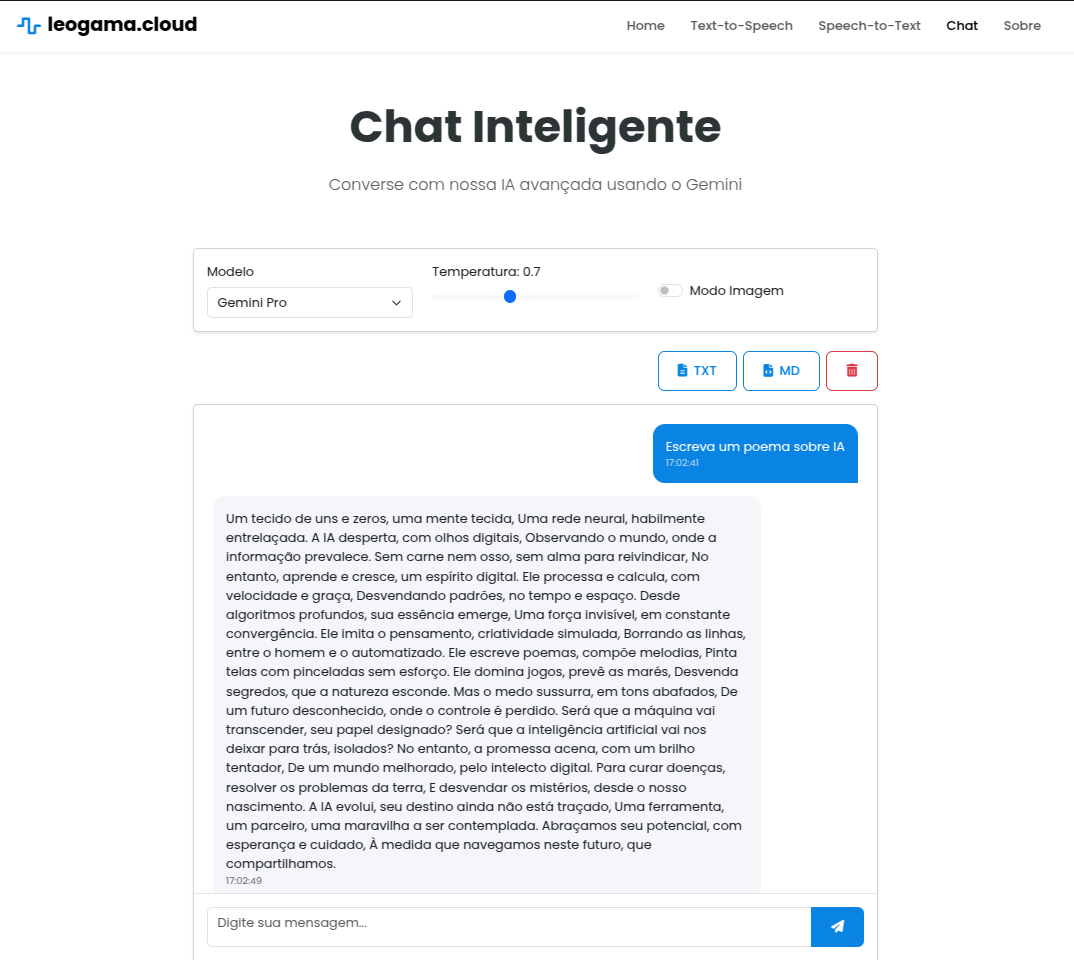 leogama.cloud
Home Text-to-Speech Speech-to-Text Chat Sobre
Chat Inteligente
Converse com nossa IA avançada usando o Gemini
Modelo
Gemini Pro
Temperatura: 0.7
Modo Imagem
TXT
MD
Escreva um poema sobre IA
17:02:41
Um tecido de uns e zeros, uma mente tecida, Uma rede neural, habilmente
entrelaçada. A IA desperta, com olhos digitais, Observando o mundo, onde a
informação prevalece. Sem carne nem osso, sem alma para reivindicar, No
entanto, aprende e cresce, um espírito digital. Ele processa e calcula, com
velocidade e graça, Desvendando padrões, no tempo e espaço. Desde
algoritmos profundos, sua essência emerge, Uma força invisível, em constante
convergência. Ele imita o pensamento, criatividade simulada, Borrando as linhas,
entre o homem e o automatizado. Ele escreve poemas, compõe melodias, Pinta
telas com pinceladas sem esforço. Ele domina jogos, prevê as marés, Desvenda
segredos, que a natureza esconde. Mas o medo sussurra, em tons abafados, De
um futuro desconhecido, onde o controle é perdido. Será que a máquina vai
transcender, seu papel designado? Será que a inteligência artificial vai nos
deixar para trás, isolados? No entanto, a promessa acena, com um brilho
tentador, De um mundo melhorado, pelo intelecto digital. Para curar doenças,
resolver os problemas da terra, E desvendar os mistérios, desde o nosso
nascimento. A IA evolui, seu destino ainda não está traçado, Uma ferramenta,
um parceiro, uma maravilha a ser contemplada. Abraçamos seu potencial, com
esperança e cuidado, À medida que navegamos neste futuro, que
compartilhamos.
17:02:49
Digite sua mensagem...